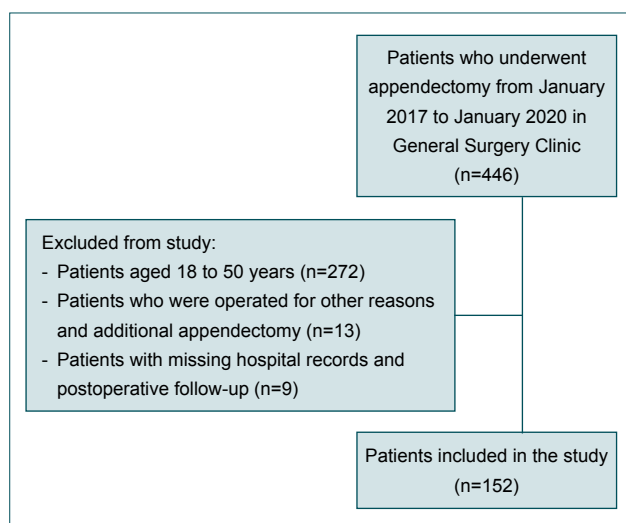 Patients who underwent
appendectomy from January
2017 to January 2020 in
General Surgery Clinic
(n=446)
Excluded from study:
- Patients aged 18 to 50 years (n=272)
- Patients who were operated for other reasons
and additional appendectomy (n=13)
- Patients with missing hospital records and
postoperative follow-up (n=9)
Patients included in the study
(n=152)